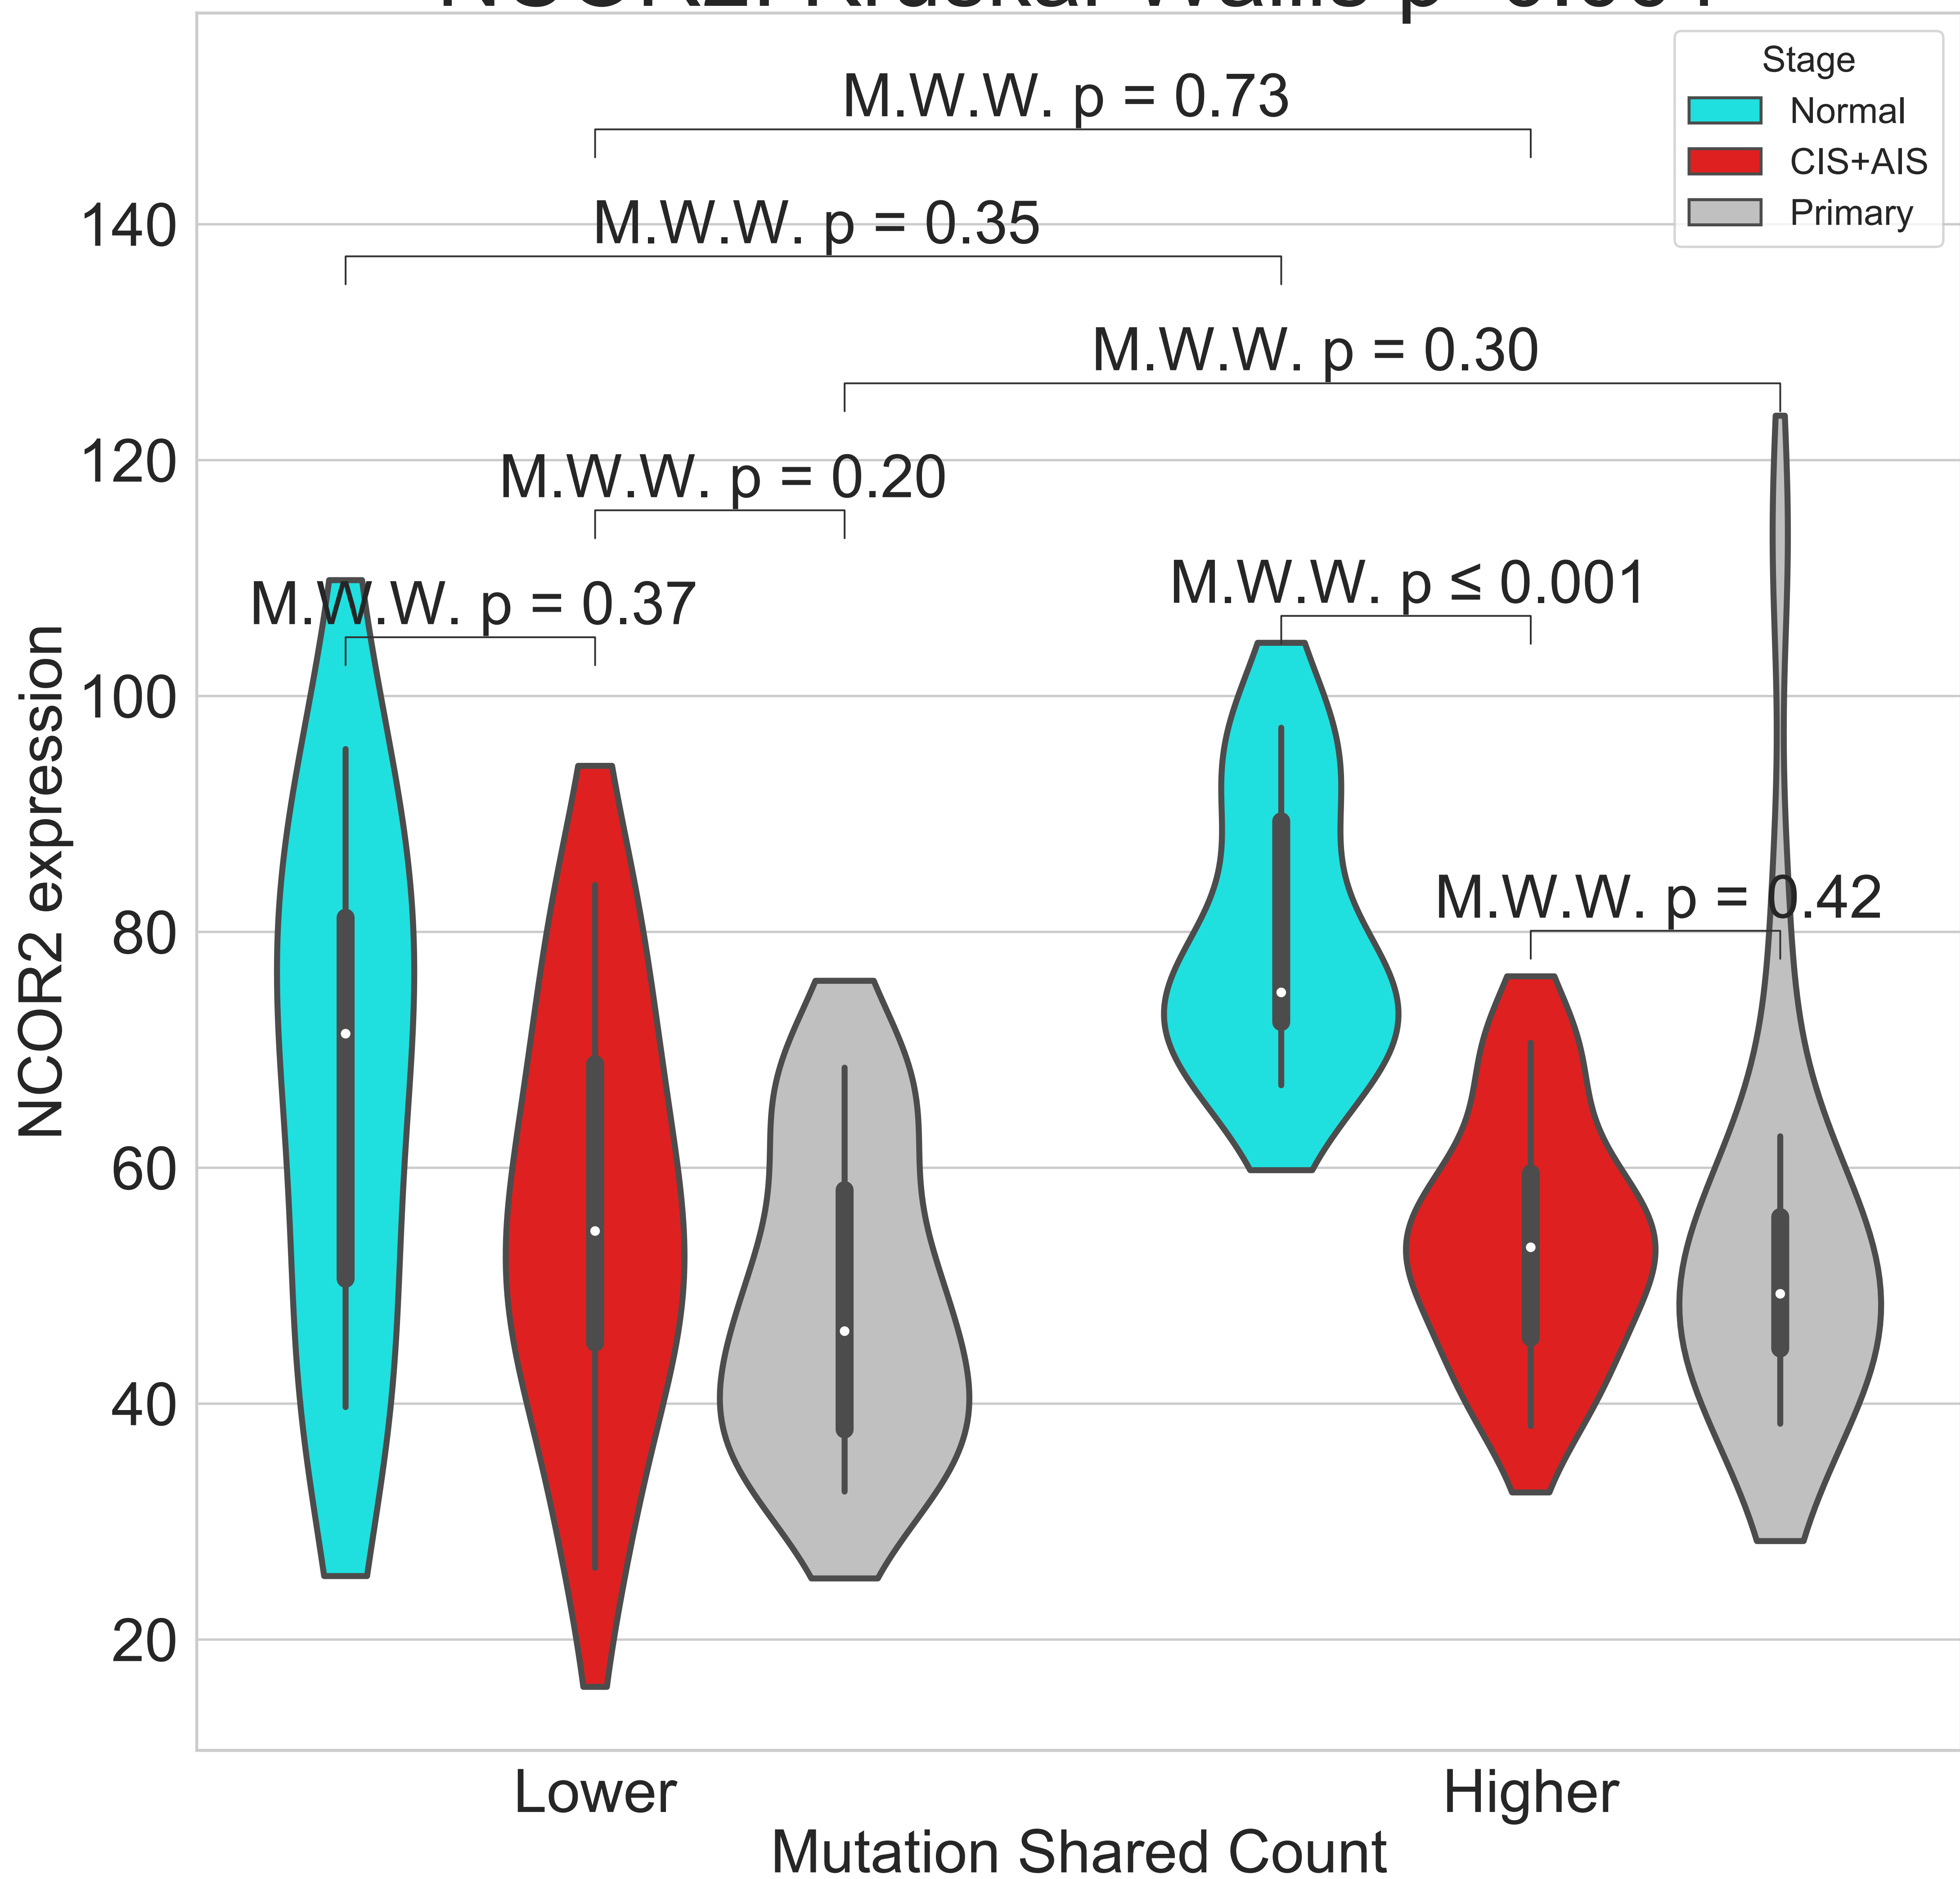 Stage
Normal
CIS+AIS
Primary
M.W.W. p = 0.73
M.W.W. p = 0.35
M.W.W. p = 0.30
M.W.W. p = 0.20
M.W.W. p = 0.37
M.W.W. p ≤ 0.001
M.W.W. p = 0.42
140
120
100
80
60
40
20
NCOR2 expression
Lower
Higher
Mutation Shared Count